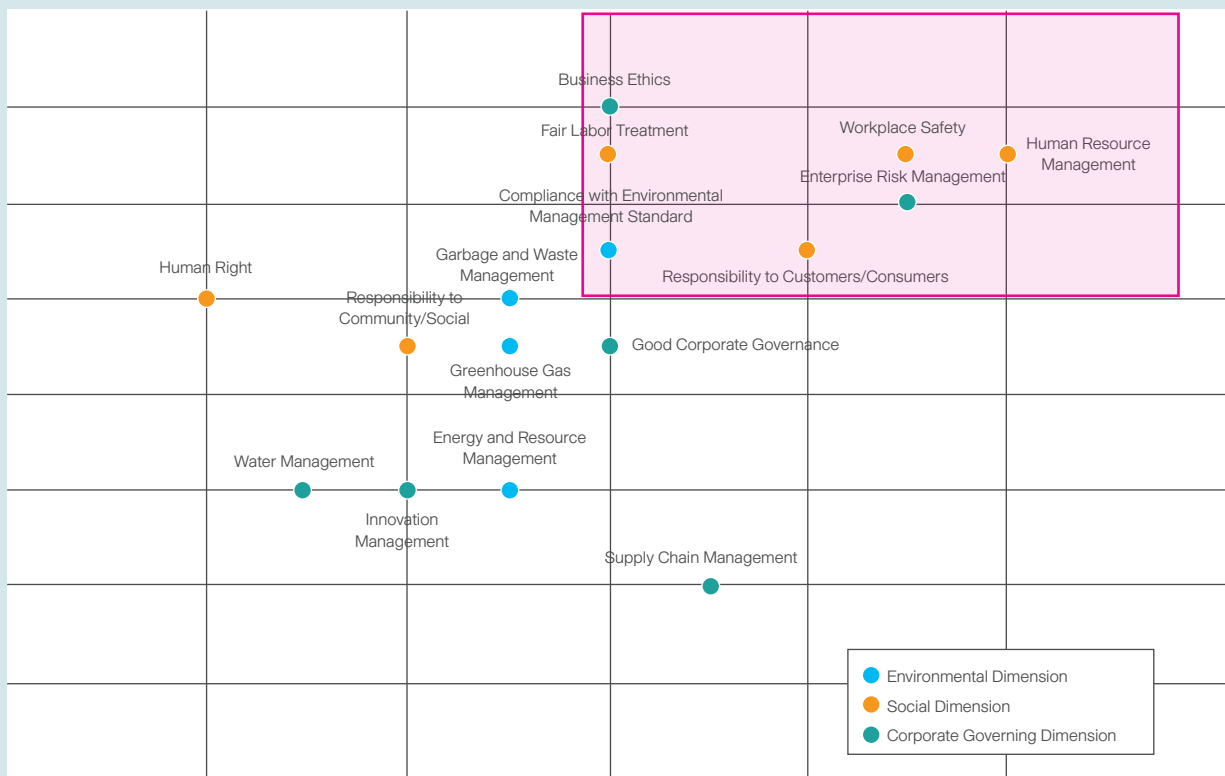 Business Ethics
Fair Labor Treatment
Workplace Safety
Human Resource
Management
Enterprise Risk Management
Compliance with Environmental
Management Standard
Garbage and Waste
Management
Human Right
Responsibility to Customers/Consumers
Responsibility to
Community/Social
Good Corporate Governance
Greenhouse Gas
Management
Energy and Resource
Management
Water Management
Innovation
Management
Supply Chain Management
Environmental Dimension
Social Dimension
Corporate Governing Dimension